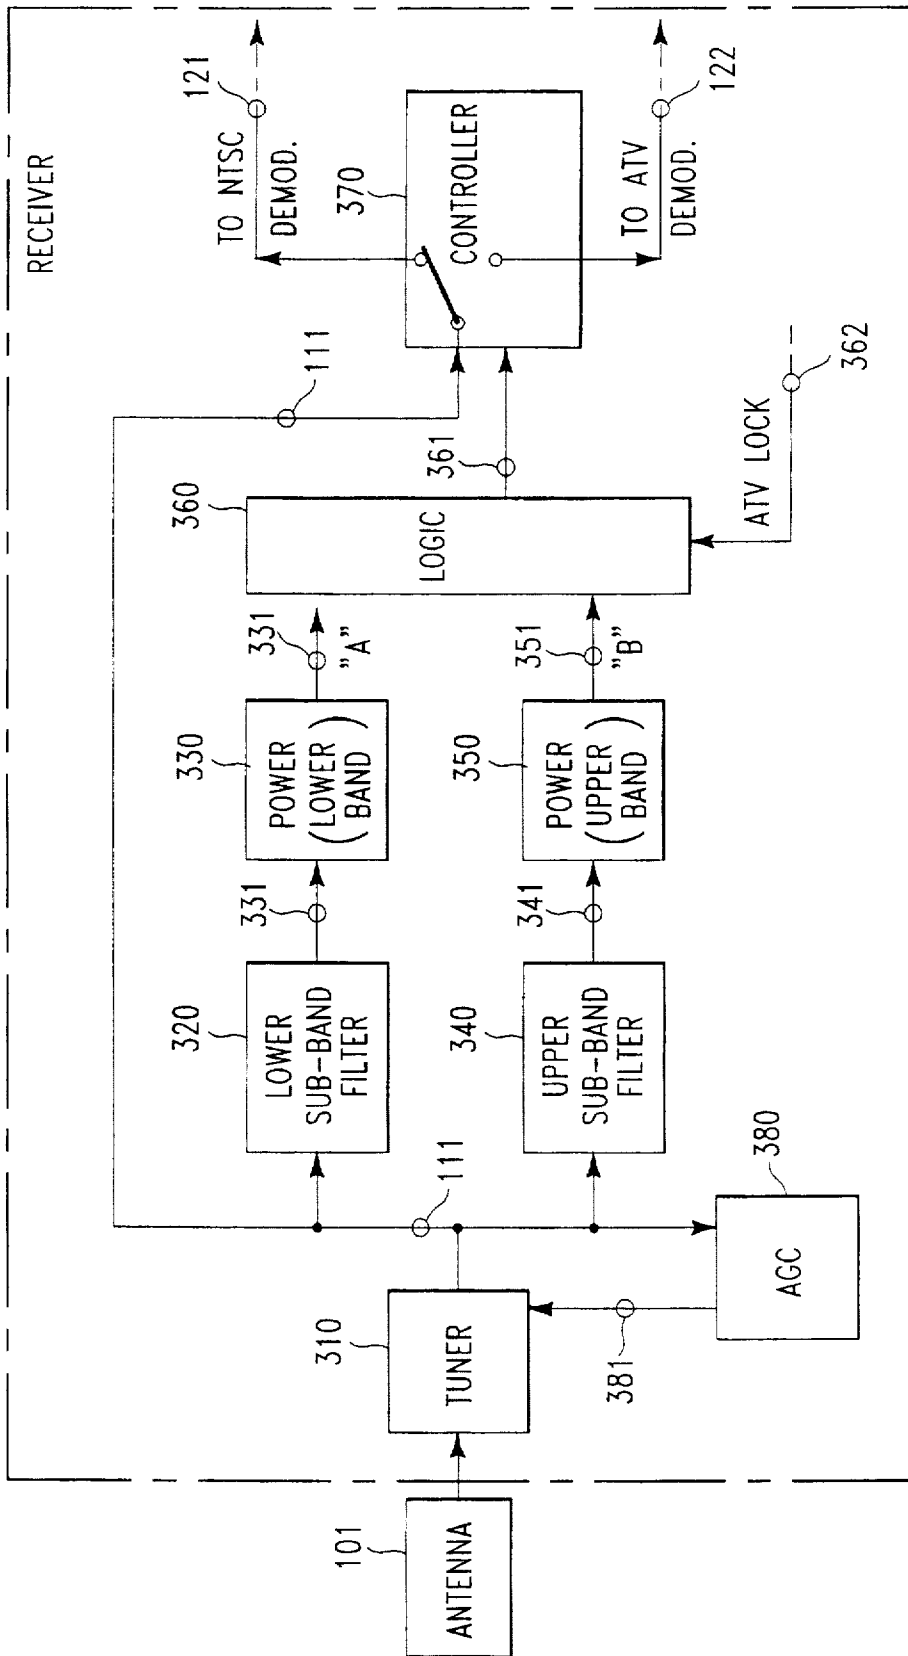 RECEIVER
101
ANTENNA
310
TUNER
381
380
AGC
111
320
LOWER
SUB-BAND
FILTER
340
UPPER
SUB-BAND
FILTER
331
341
330
POWER
(LOWER)
BAND
350
POWER
(UPPER)
BAND
331
"A"
351
"B"
360
LOGIC
361
ATV LOCK
362
111
370
CONTROLLER
TO NTSC
DEMOD.
121
TO ATV
DEMOD.
122